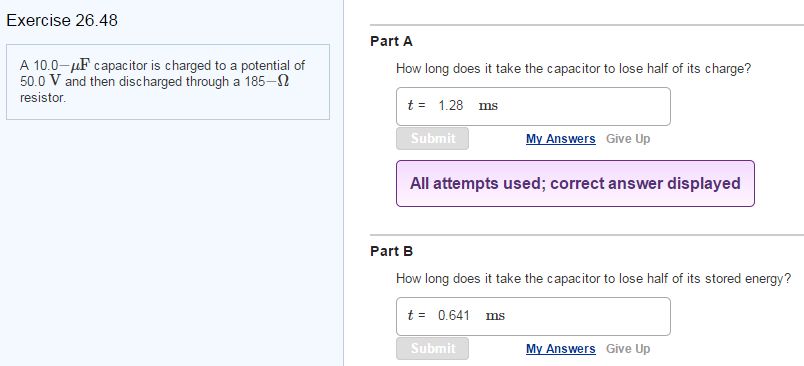 Exercise 26.48
A 10.0−μF capacitor is charged to a potential of
50.0 V and then discharged through a 185−Ω
resistor.
Part A
How long does it take the capacitor to lose half of its charge?
t = 1.28 ms
Submit My Answers Give Up
All attempts used; correct answer displayed
Part B
How long does it take the capacitor to lose half of its stored energy?
t = 0.641 ms
Submit My Answers Give Up